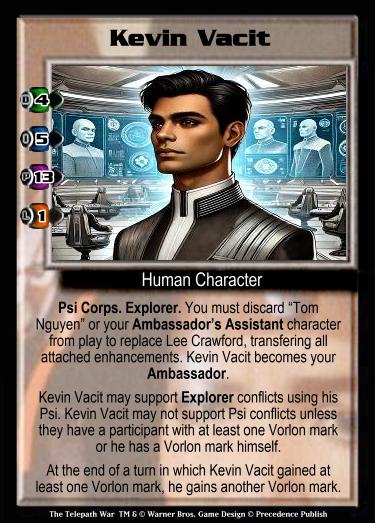 Kevin Vacit
D 4
I 5
P 13
L 1
Human Character
Psi Corps. Explorer. You must discard “Tom
Nguyen” or your Ambassador's Assistant character
from play to replace Lee Crawford, transfering all
attached enhancements. Kevin Vacit becomes your
Ambassador.
Kevin Vacit may support Explorer conflicts using his
Psi. Kevin Vacit may not support Psi conflicts unless
they have a participant with at least one Vorlon mark
or he has a Vorlon mark himself.
At the end of a turn in which Kevin Vacit gained at
least one Vorlon mark, he gains another Vorlon mark.
The Telepath War TM & © Warner Bros. Game Design © Precedence Publish